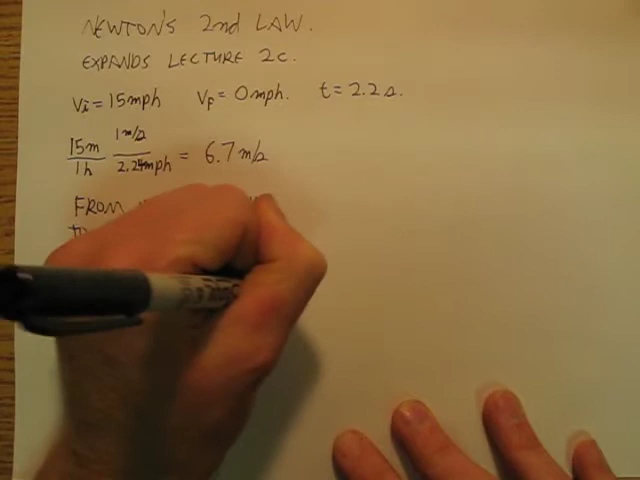 NEWTON'S 2nd LAW.
EXPANDS LECTURE 2c.
Vi = 15mph VF = 0mph. t = 2.2s.
15m/1h 1m/s/2.24mph = 6.7m/s
FROM